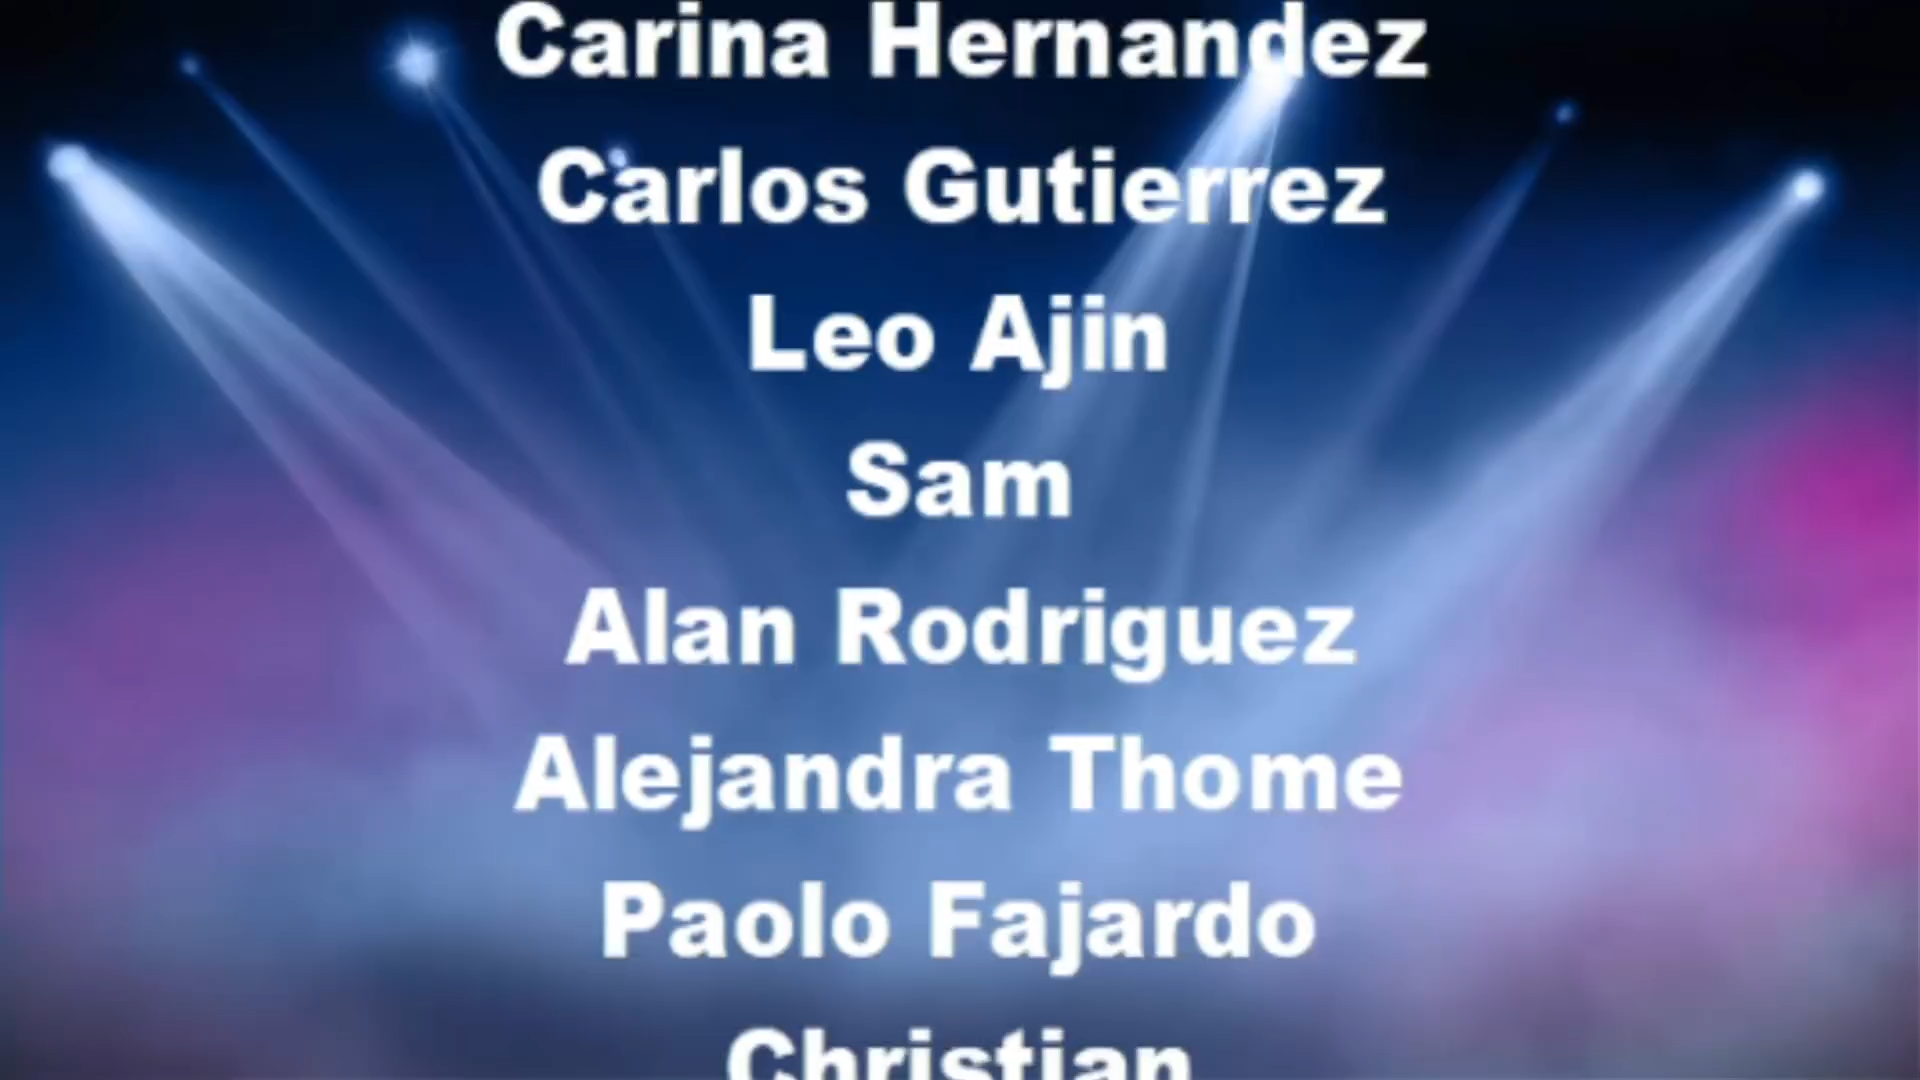 Carina Hernandez
Carlos Gutierrez
Leo Ajin
Sam
Alan Rodriguez
Alejandra Thome
Paolo Fajardo
Christian